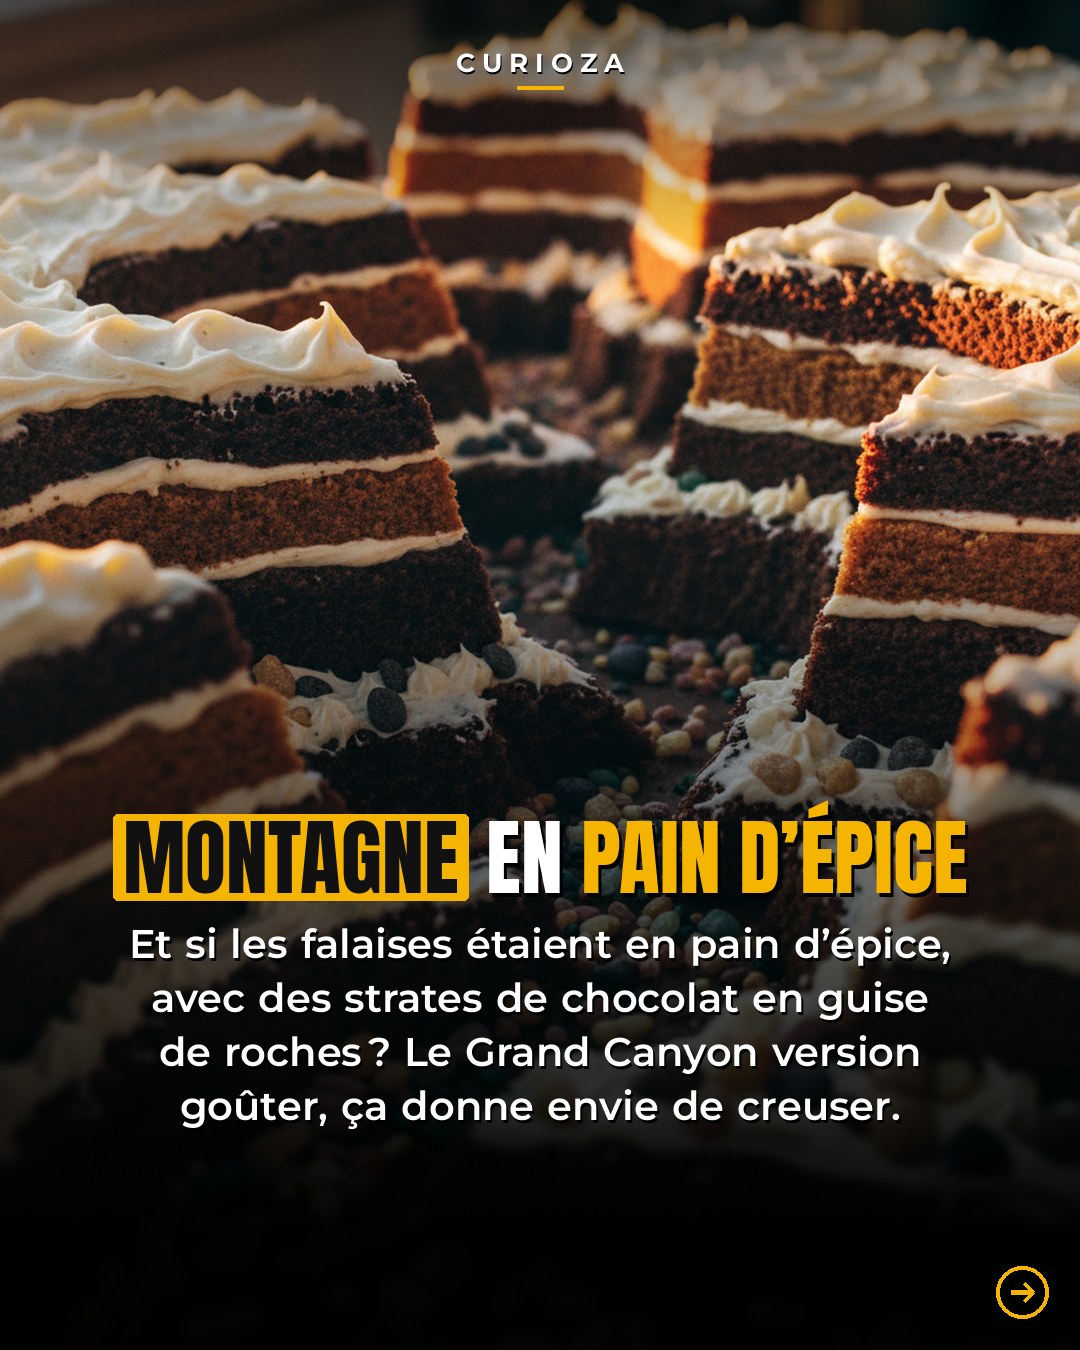 CURIOZA
MONTAGNE EN PAIN D’ÉPICE
Et si les falaises étaient en pain d’épice,
avec des strates de chocolat en guise
de roches ? Le Grand Canyon version
goûter, ça donne envie de creuser.